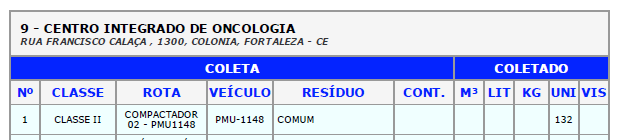 9 - CENTRO INTEGRADO DE ONCOLOGIA
RUA FRANCISCO CALAÇA , 1300, COLONIA, FORTALEZA - CE
COLETA COLETADO
Nº CLASSE ROTA VEÍCULO RESÍDUO CONT. M³ LIT KG UNI VIS
1 CLASSE II COMPACTADOR 02 - PMU1148 PMU-1148 COMUM 132